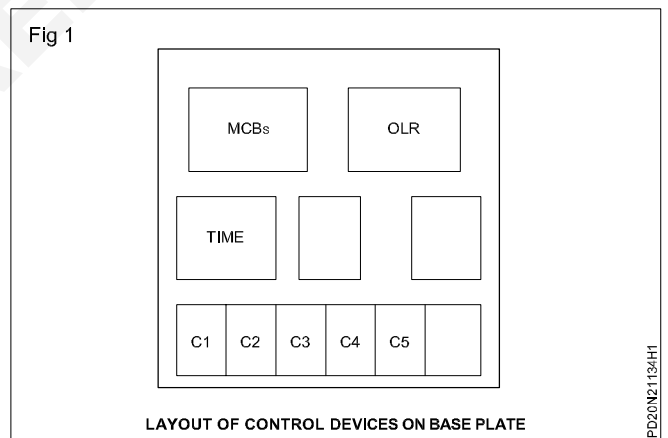 Fig 1
MCBs
OLR
TIME
C1
C2
C3
C4
C5
LAYOUT OF CONTROL DEVICES ON BASE PLATE
PD20N21134H1